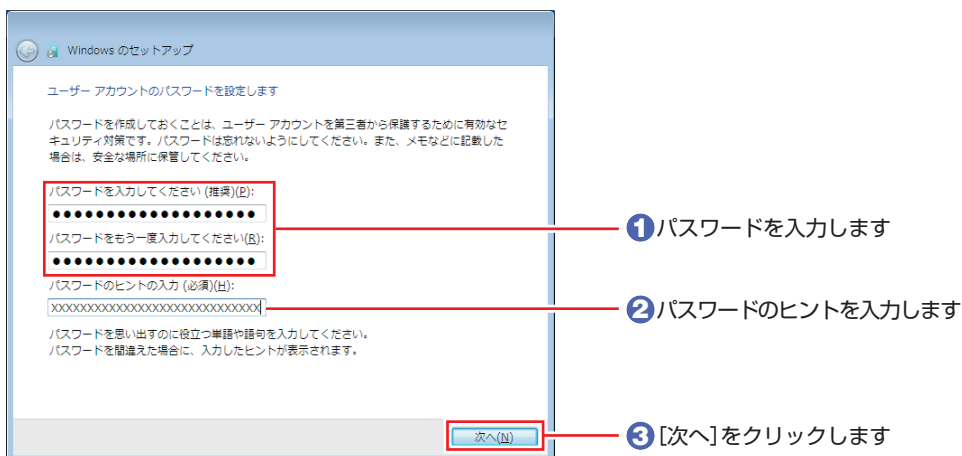 Windows のセットアップ
ユーザー アカウントのパスワードを設定します
パスワードを作成しておくことは、ユーザー アカウントを第三者から保護するために有効なセ
キュリティ対策です。パスワードは忘れないようにしてください。また、メモなどに記載した
場合は、安全な場所に保管してください。
パスワードを入力してください (推奨)(P):
●●●●●●●●●●●●●●●●●●●
パスワードをもう一度入力してください(R):
●●●●●●●●●●●●●●●●●●●
パスワードのヒントの入力 (必須)(H):
XXXXXXXXXXXXXXXXXXXXXXXXXXXXX
パスワードを思い出すのに役立つ単語や語句を入力してください。
パスワードを間違えた場合に、入力したヒントが表示されます。
次へ(N)
❶パスワードを入力します
❷パスワードのヒントを入力します
❸[次へ]をクリックします